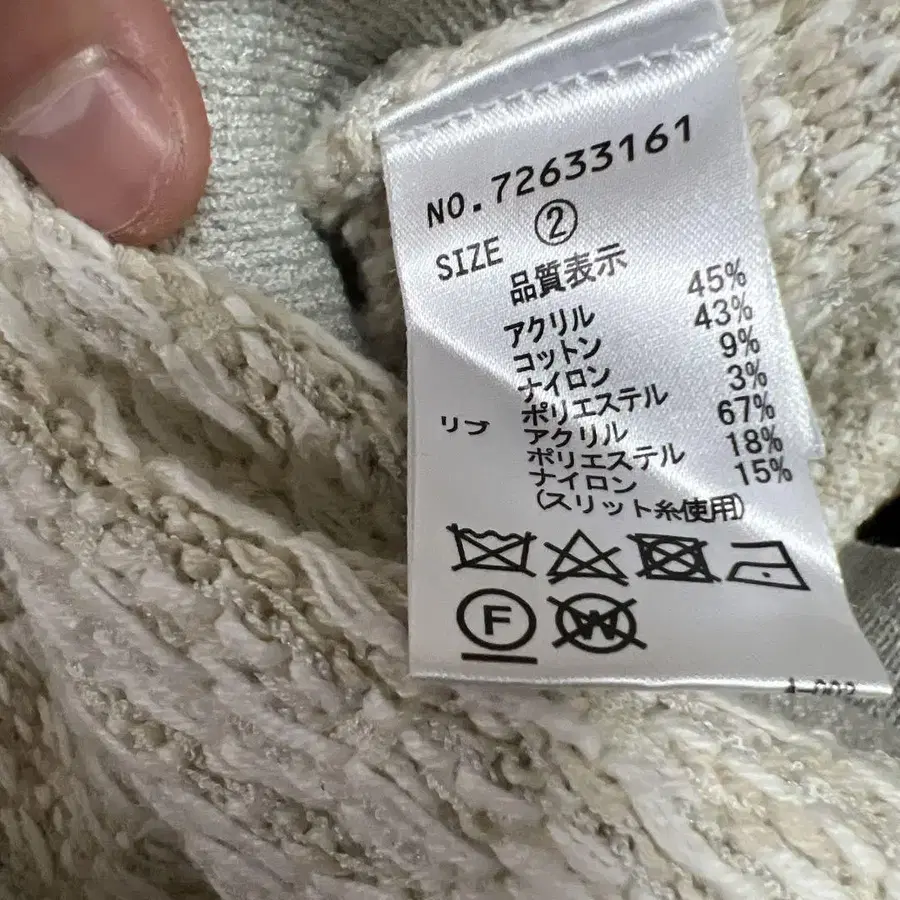 NO.72633161
SIZE ②
品質表示
アクリル 45%
コットン 43%
ナイロン 9%
ポリエステル 3%
リブ アクリル 67%
ポリエステル 18%
ナイロン 15%
(スリット糸使用)
F W